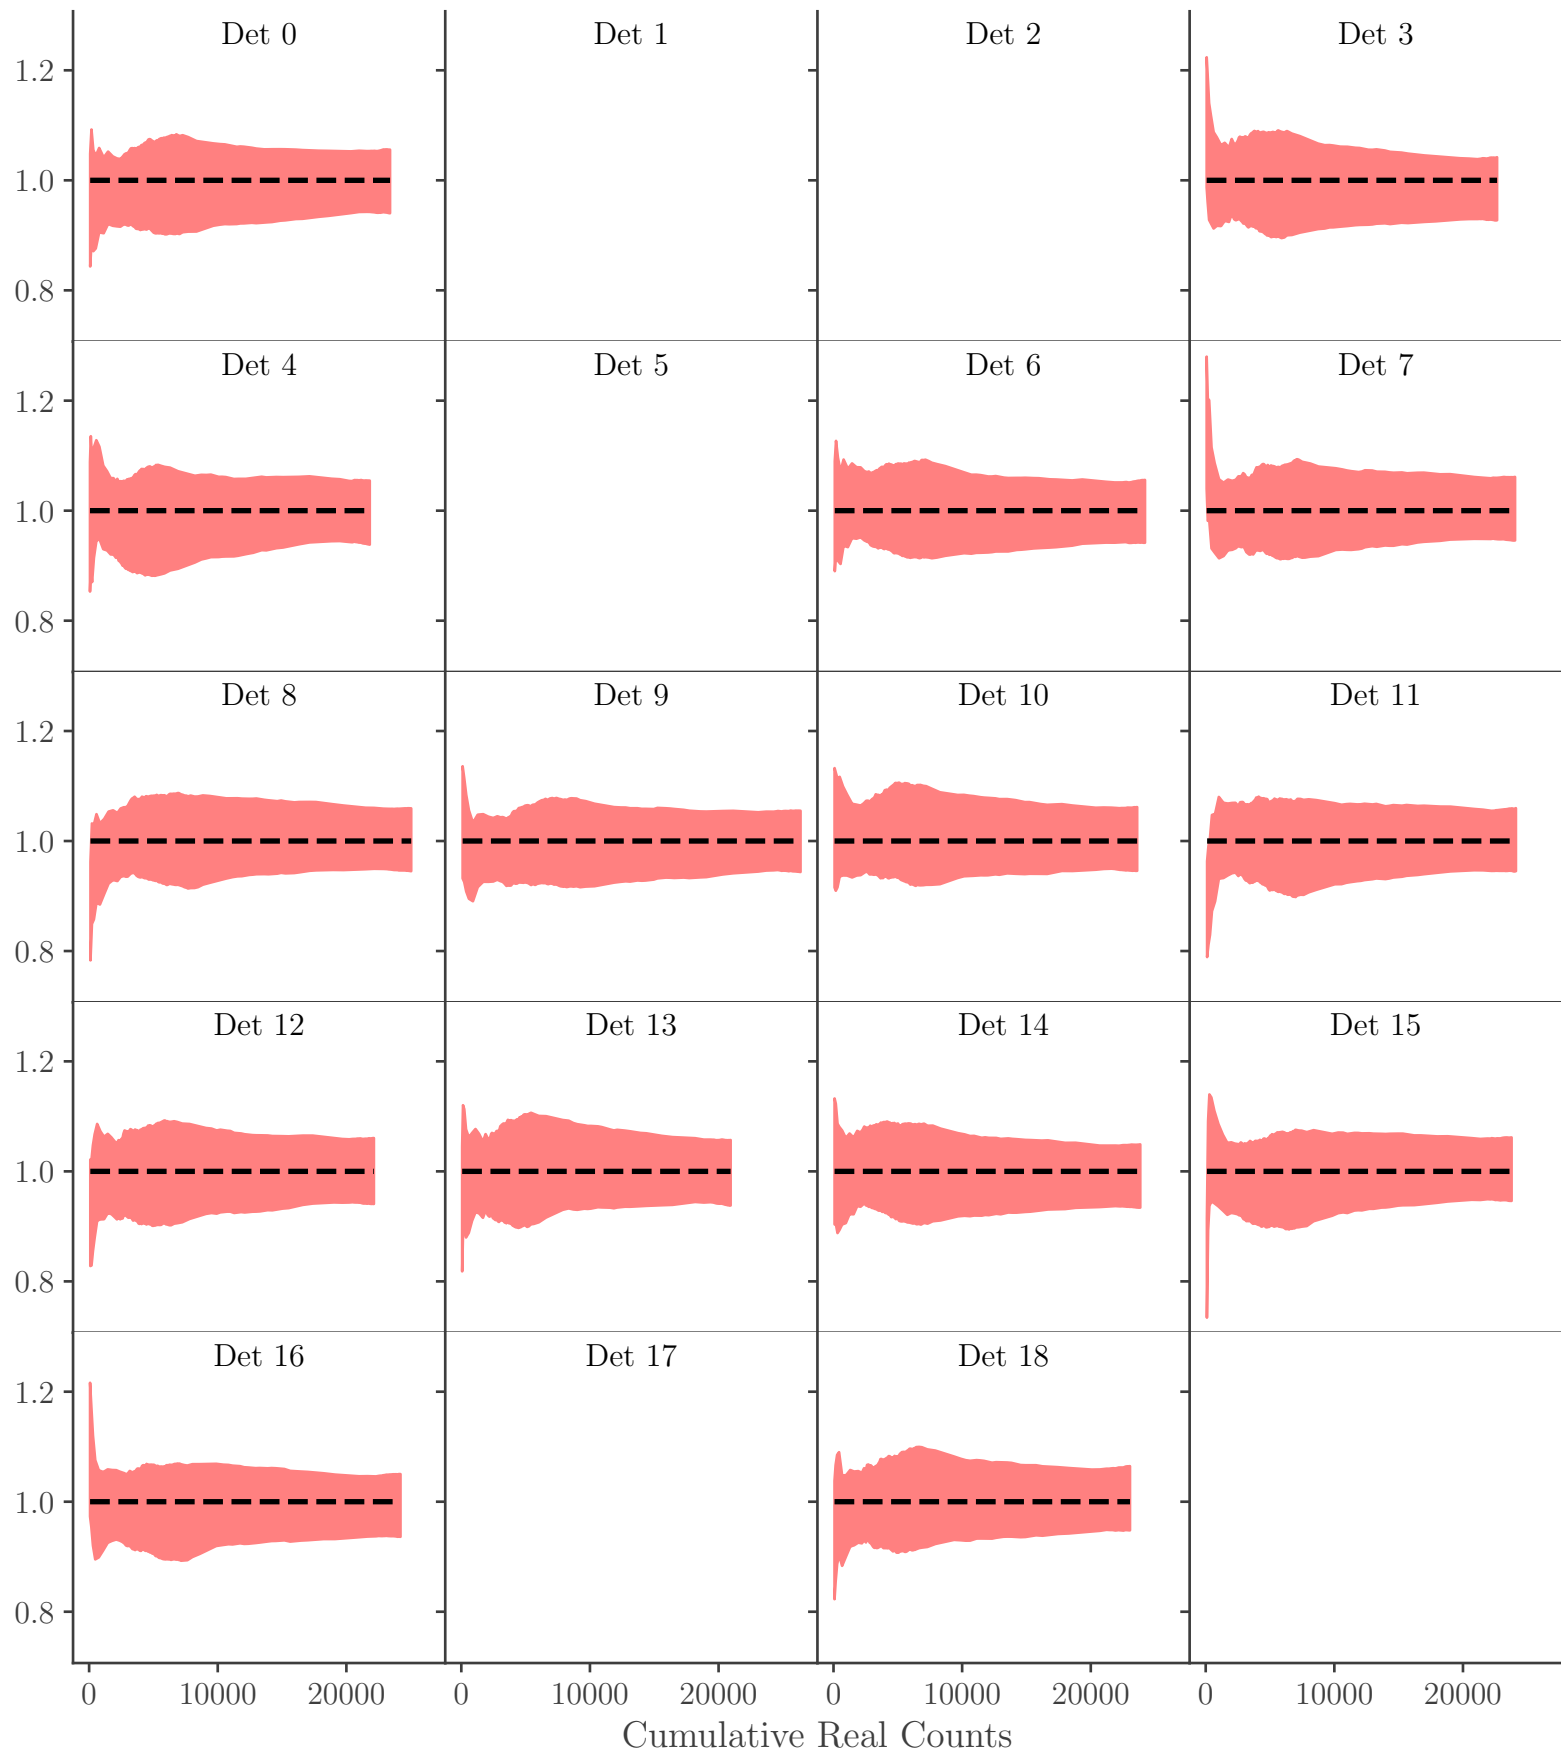 Det 0
Det 1
Det 2
Det 3
1.2
1.0
0.8
Det 4
Det 5
Det 6
Det 7
1.2
1.0
0.8
Det 8
Det 9
Det 10
Det 11
1.2
1.0
0.8
Det 12
Det 13
Det 14
Det 15
1.2
1.0
0.8
Det 16
Det 17
Det 18
1.2
1.0
0.8
0 10000 20000 0 10000 20000 0 10000 20000 0 10000 20000
Cumulative Real Counts